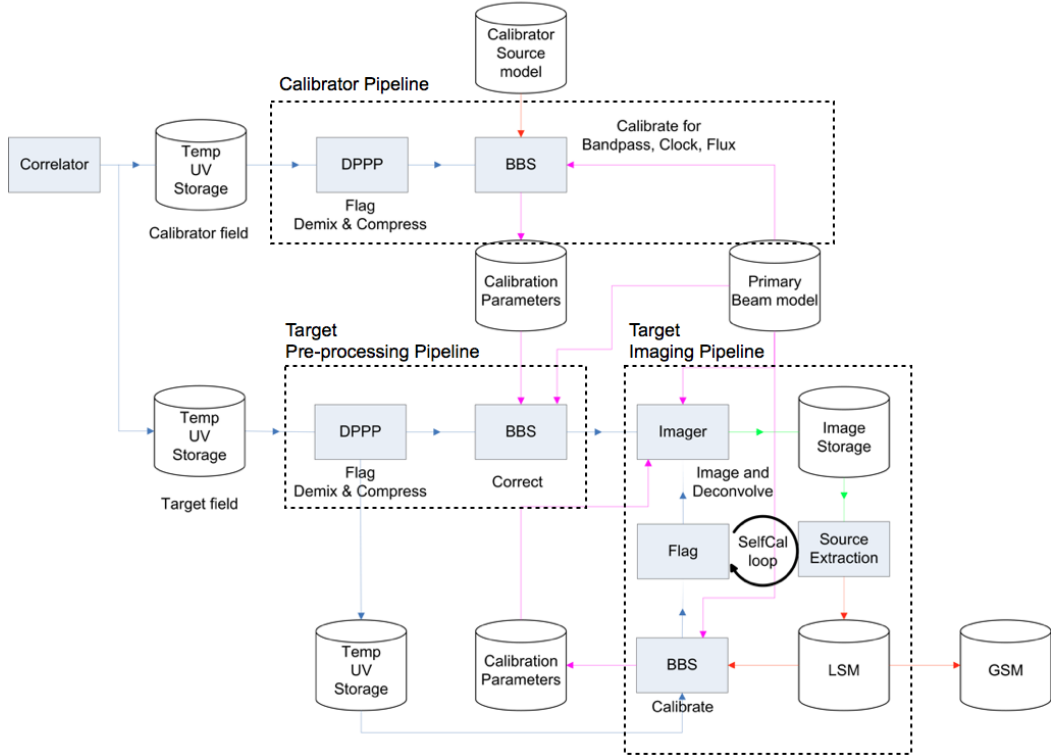 Calibrator
Source
model
Calibrator Pipeline
Correlator
Temp
UV
Storage
Calibrator field
DPPP
Flag
Demix & Compress
BBS
Calibrate for
Bandpass, Clock, Flux
Calibration
Parameters
Primary
Beam model
Target
Pre-processing Pipeline
Target
Imaging Pipeline
Temp
UV
Storage
Target field
DPPP
Flag
Demix & Compress
BBS
Correct
Imager
Image and
Deconvolve
Image
Storage
Flag
SelfCal
loop
Source
Extraction
Temp
UV
Storage
Calibration
Parameters
BBS
Calibrate
LSM
GSM